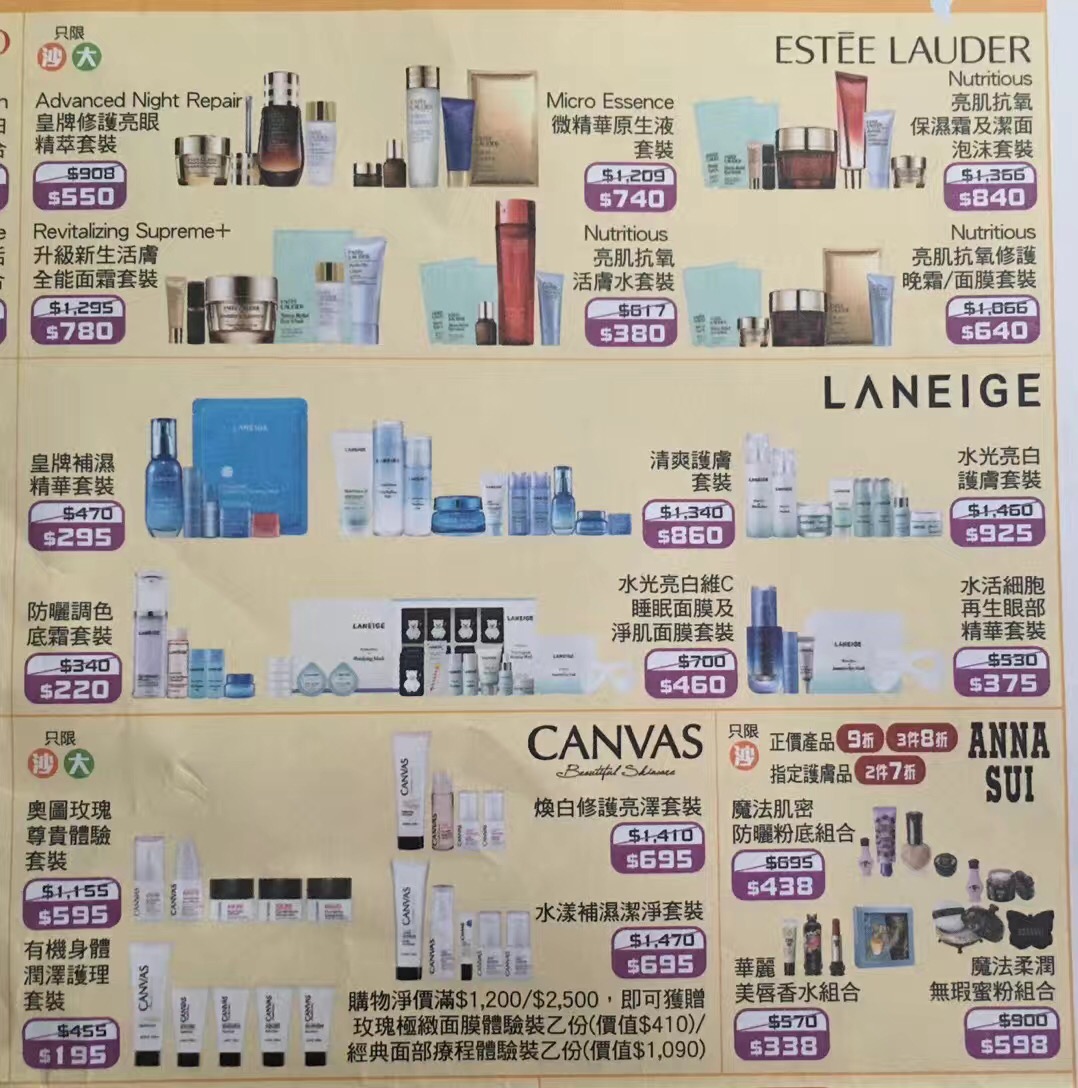 只限
沙 大
ESTĒE LAUDER
Advanced Night Repair
皇牌修護亮眼
精萃套裝
$908
$550
Micro Essence
微精華原生液
套裝
$1,209
$740
Nutritious
亮肌抗氧
保濕霜及潔面
泡沫套裝
$1,366
$840
Revitalizing Supreme+
升級新生活膚
全能面霜套裝
$1,295
$780
Nutritious
亮肌抗氧
活膚水套裝
$617
$380
Nutritious
亮肌抗氧修護
晚霜/面膜套裝
$1,066
$640
LANEIGE
皇牌補濕
精華套裝
$470
$295
清爽護膚
套裝
$1,340
$860
水光亮白
護膚套裝
$1,460
$925
防曬調色
底霜套裝
$340
$220
水光亮白維C
睡眠面膜及
淨肌面膜套裝
$700
$460
水活細胞
再生眼部
精華套裝
$530
$375
只限
沙 大
CANVAS
Beautiful Skincare
奧圖玫瑰
尊貴體驗
套裝
$1,155
$595
煥白修護亮澤套裝
$1,410
$695
水漾補濕潔淨套裝
$1,470
$695
有機身體
潤澤護理
套裝
$455
$195
購物淨價滿$1,200/$2,500，即可獲贈
玫瑰極緻面膜體驗裝乙份(價值$410)/
經典面部療程體驗裝乙份(價值$1,090)
只限
沙
正價產品 9折 3件8折
指定護膚品 2件7折
ANNA
SUI
魔法肌密
防曬粉底組合
$695
$438
華麗
美唇香水組合
$570
$338
魔法柔潤
無瑕蜜粉組合
$900
$598